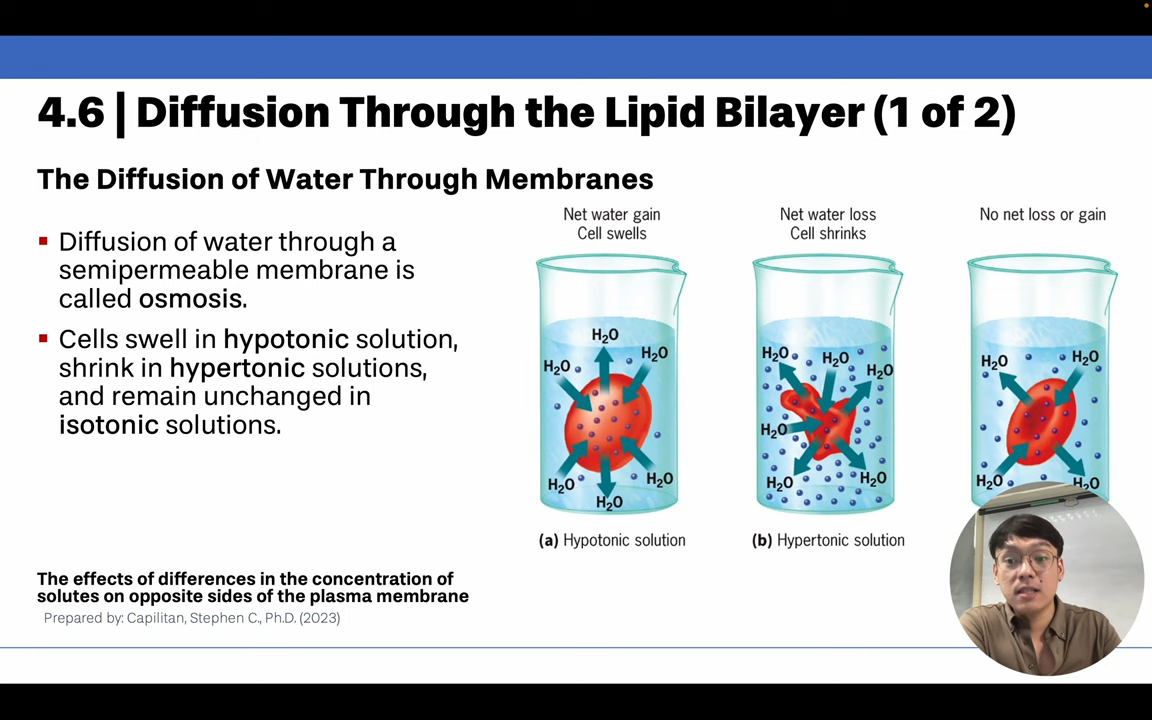 4.6 | Diffusion Through the Lipid Bilayer (1 of 2)
The Diffusion of Water Through Membranes
▪ Diffusion of water through a
semipermeable membrane is
called osmosis.
▪ Cells swell in hypotonic solution,
shrink in hypertonic solutions,
and remain unchanged in
isotonic solutions.
Net water gain
Cell swells
H₂O
H₂O
H₂O
H₂O
H₂O
H₂O
(a) Hypotonic solution
Net water loss
Cell shrinks
H₂O
H₂O
H₂O
H₂O
H₂O
H₂O
(b) Hypertonic solution
No net loss or gain
H₂O
H₂O
H₂O
H₂O
The effects of differences in the concentration of
solutes on opposite sides of the plasma membrane
Prepared by: Capilitan, Stephen C., Ph.D. (2023)